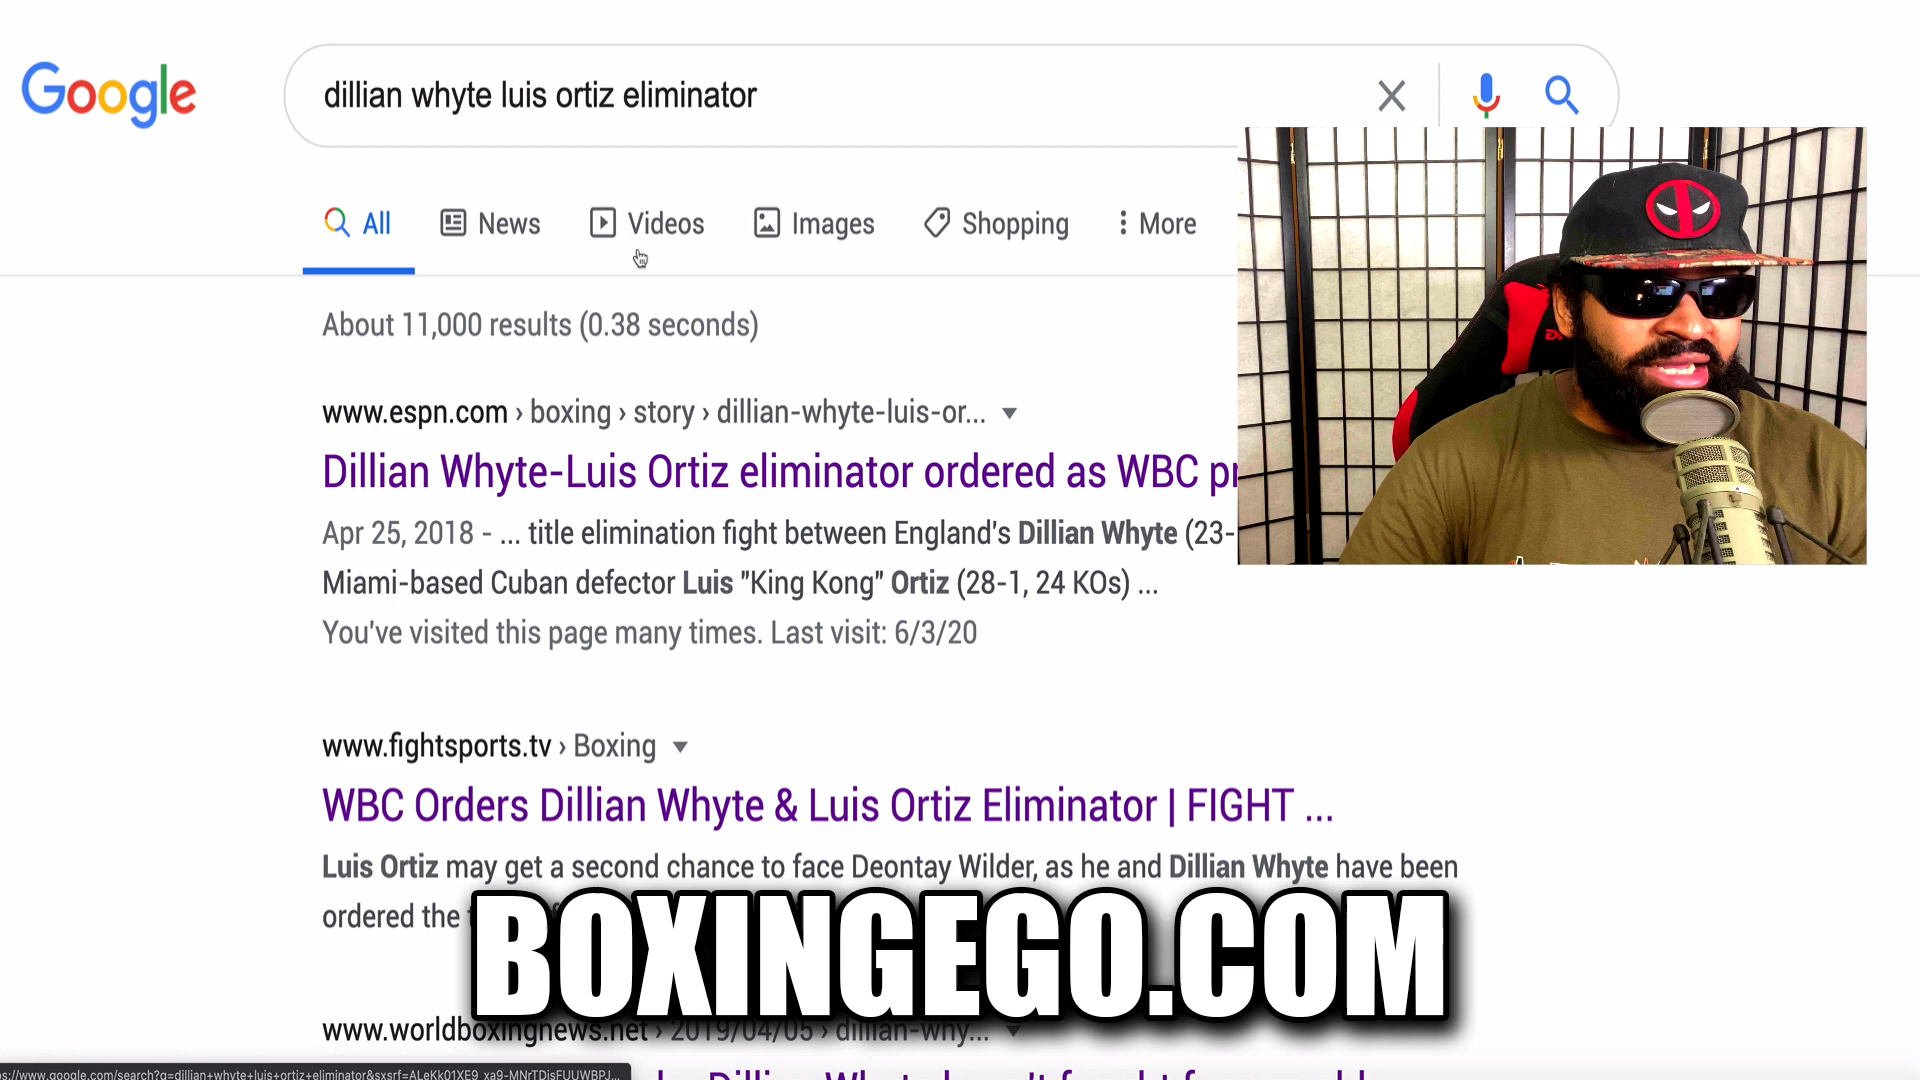 Google
dillian whyte luis ortiz eliminator
All News Videos Images Shopping More
About 11,000 results (0.38 seconds)
www.espn.com › boxing › story › dillian-whyte-luis-or...
Dillian Whyte-Luis Ortiz eliminator ordered as WBC pr
Apr 25, 2018 - ... title elimination fight between England's Dillian Whyte (23-
Miami-based Cuban defector Luis "King Kong" Ortiz (28-1, 24 KOs) ...
You've visited this page many times. Last visit: 6/3/20
www.fightsports.tv › Boxing
WBC Orders Dillian Whyte & Luis Ortiz Eliminator | FIGHT ...
Luis Ortiz may get a second chance to face Deontay Wilder, as he and Dillian Whyte have been
ordered the
BOXINGEGO.COM
www.worldboxingnews.net › 2019/04/05 › dillian-why...